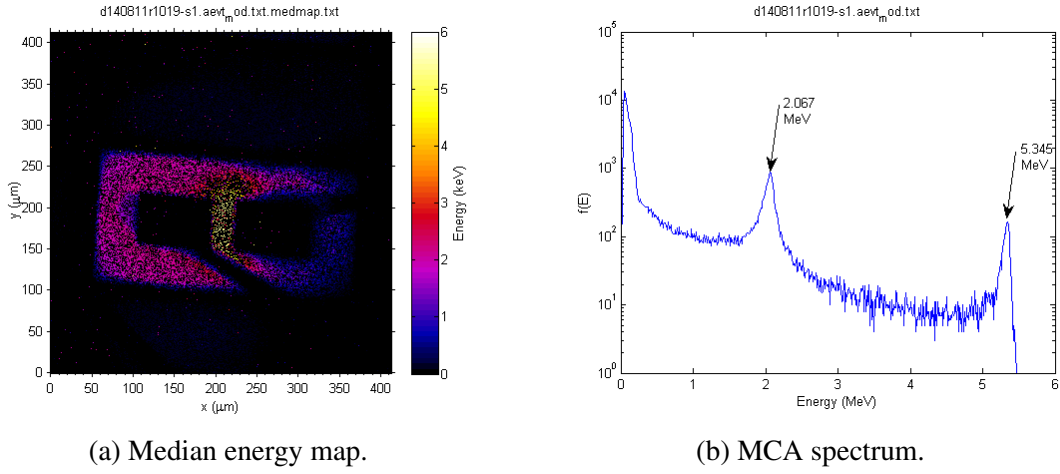 d140811r1019-s1.aevt_mod.txt.medmap.txt
400
350
300
250
200
150
100
50
0
y (μm)
0 50 100 150 200 250 300 350 400
x (μm)
6
5
4
3
2
1
0
Energy (keV)
(a) Median energy map.
d140811r1019-s1.aevt_mod.txt
10^5
10^4
10^3
10^2
10^1
10^0
f(E)
2.067
MeV
5.345
MeV
0 1 2 3 4 5 6
Energy (MeV)
(b) MCA spectrum.